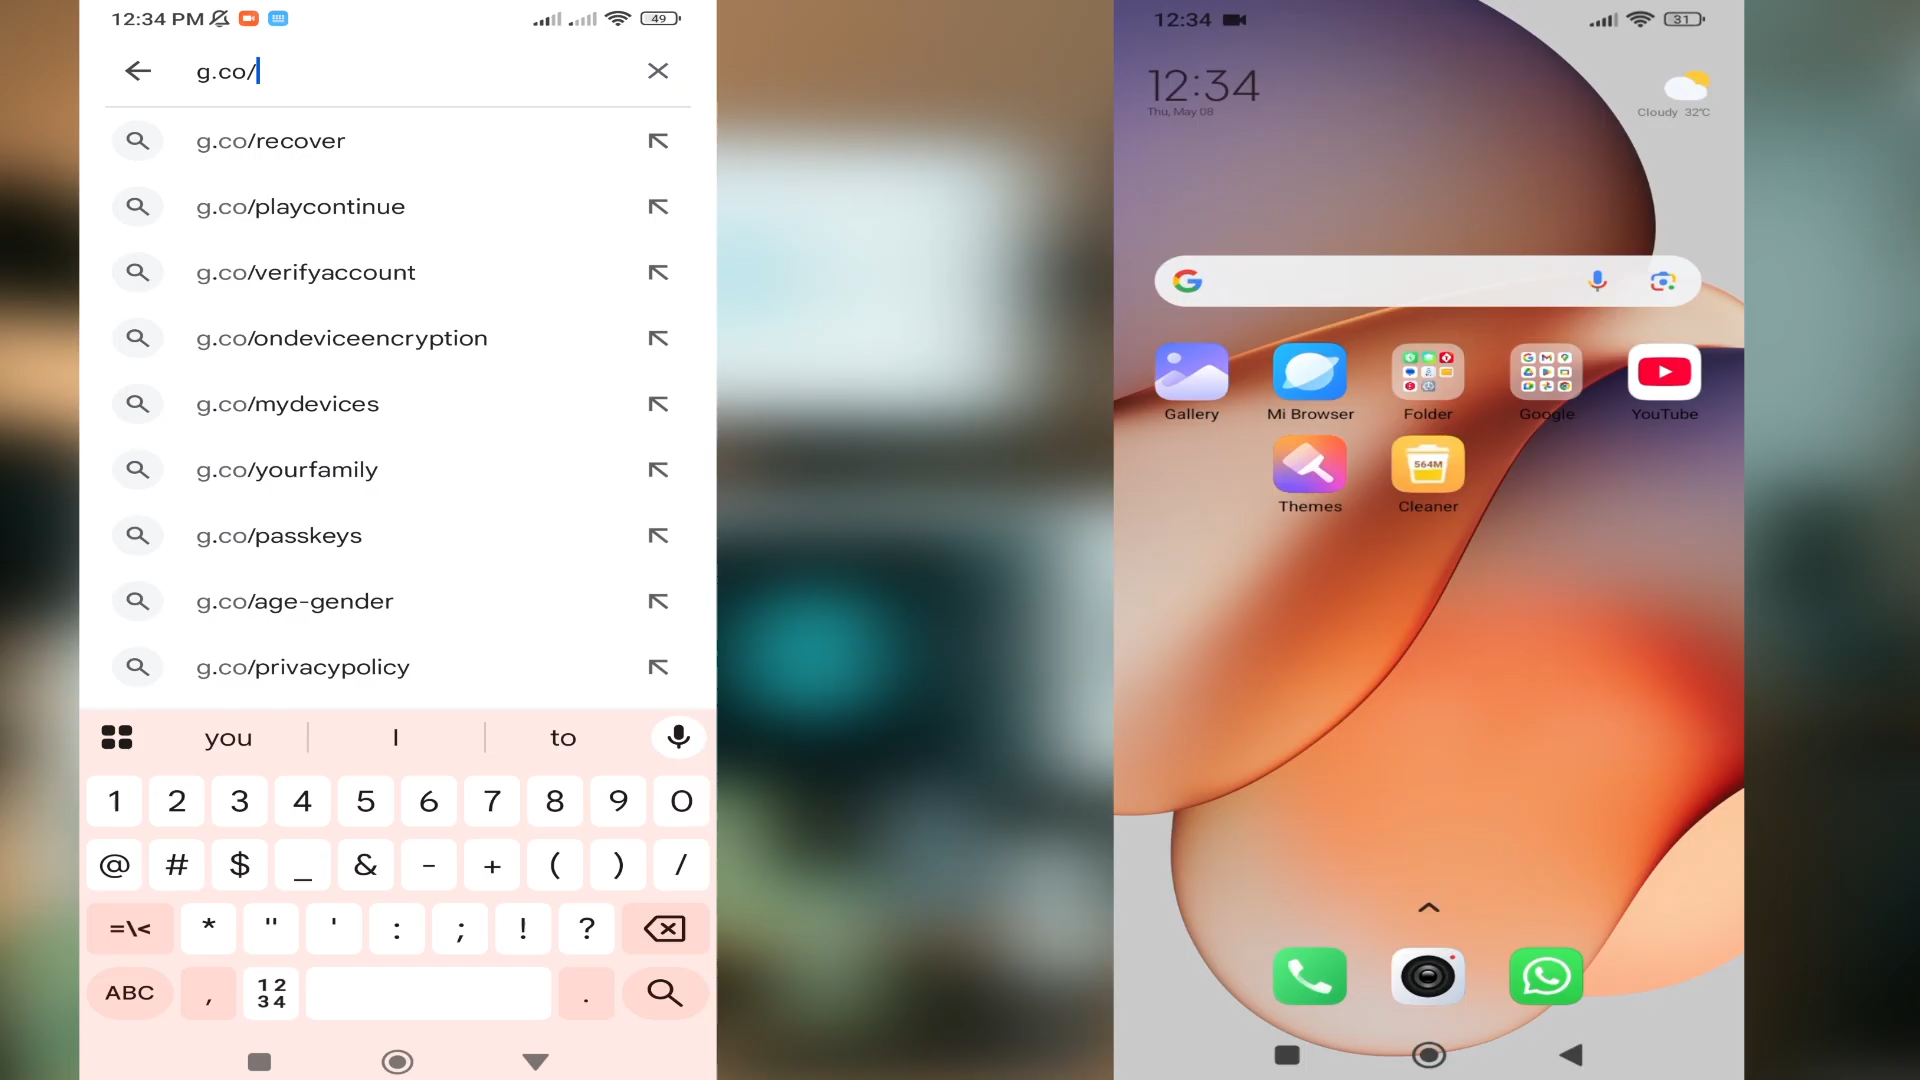 12:34 PM
49
g.co/
g.co/recover
g.co/playcontinue
g.co/verifyaccount
g.co/ondeviceencryption
g.co/mydevices
g.co/yourfamily
g.co/passkeys
g.co/age-gender
g.co/privacypolicy
you I to
1 2 3 4 5 6 7 8 9 0
@ # $ _ & - + ( ) /
=\< * " ' : ; ! ?
ABC , 12 34 .
12:34
31
12:34
Thu, May 08
Cloudy 32°C
Gallery Mi Browser Folder Google YouTube
564M
Themes Cleaner